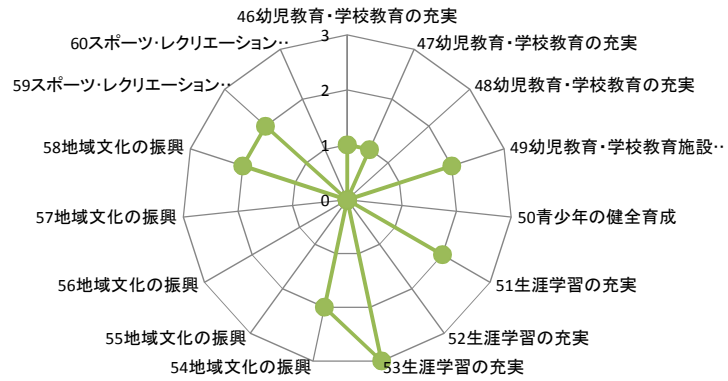 46幼児教育・学校教育の充実
47幼児教育・学校教育の充実
48幼児教育・学校教育の充実
49幼児教育・学校教育施設…
50青少年の健全育成
51生涯学習の充実
52生涯学習の充実
53生涯学習の充実
54地域文化の振興
55地域文化の振興
56地域文化の振興
57地域文化の振興
58地域文化の振興
59スポーツ・レクリエーション…
60スポーツ・レクリエーション…
3
2
1
0